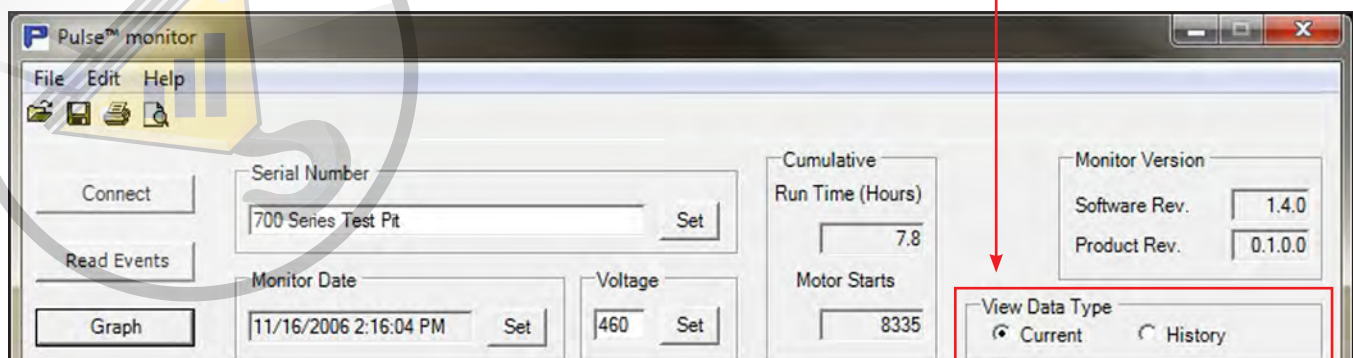 Pulse™ monitor
File Edit Help
Connect
Read Events
Graph
Serial Number
700 Series Test Pit
Set
Monitor Date
11/16/2006 2:16:04 PM
Set
Voltage
460
Set
Cumulative
Run Time (Hours)
7.8
Motor Starts
8335
Monitor Version
Software Rev. 1.4.0
Product Rev. 0.1.0.0
View Data Type
Current History